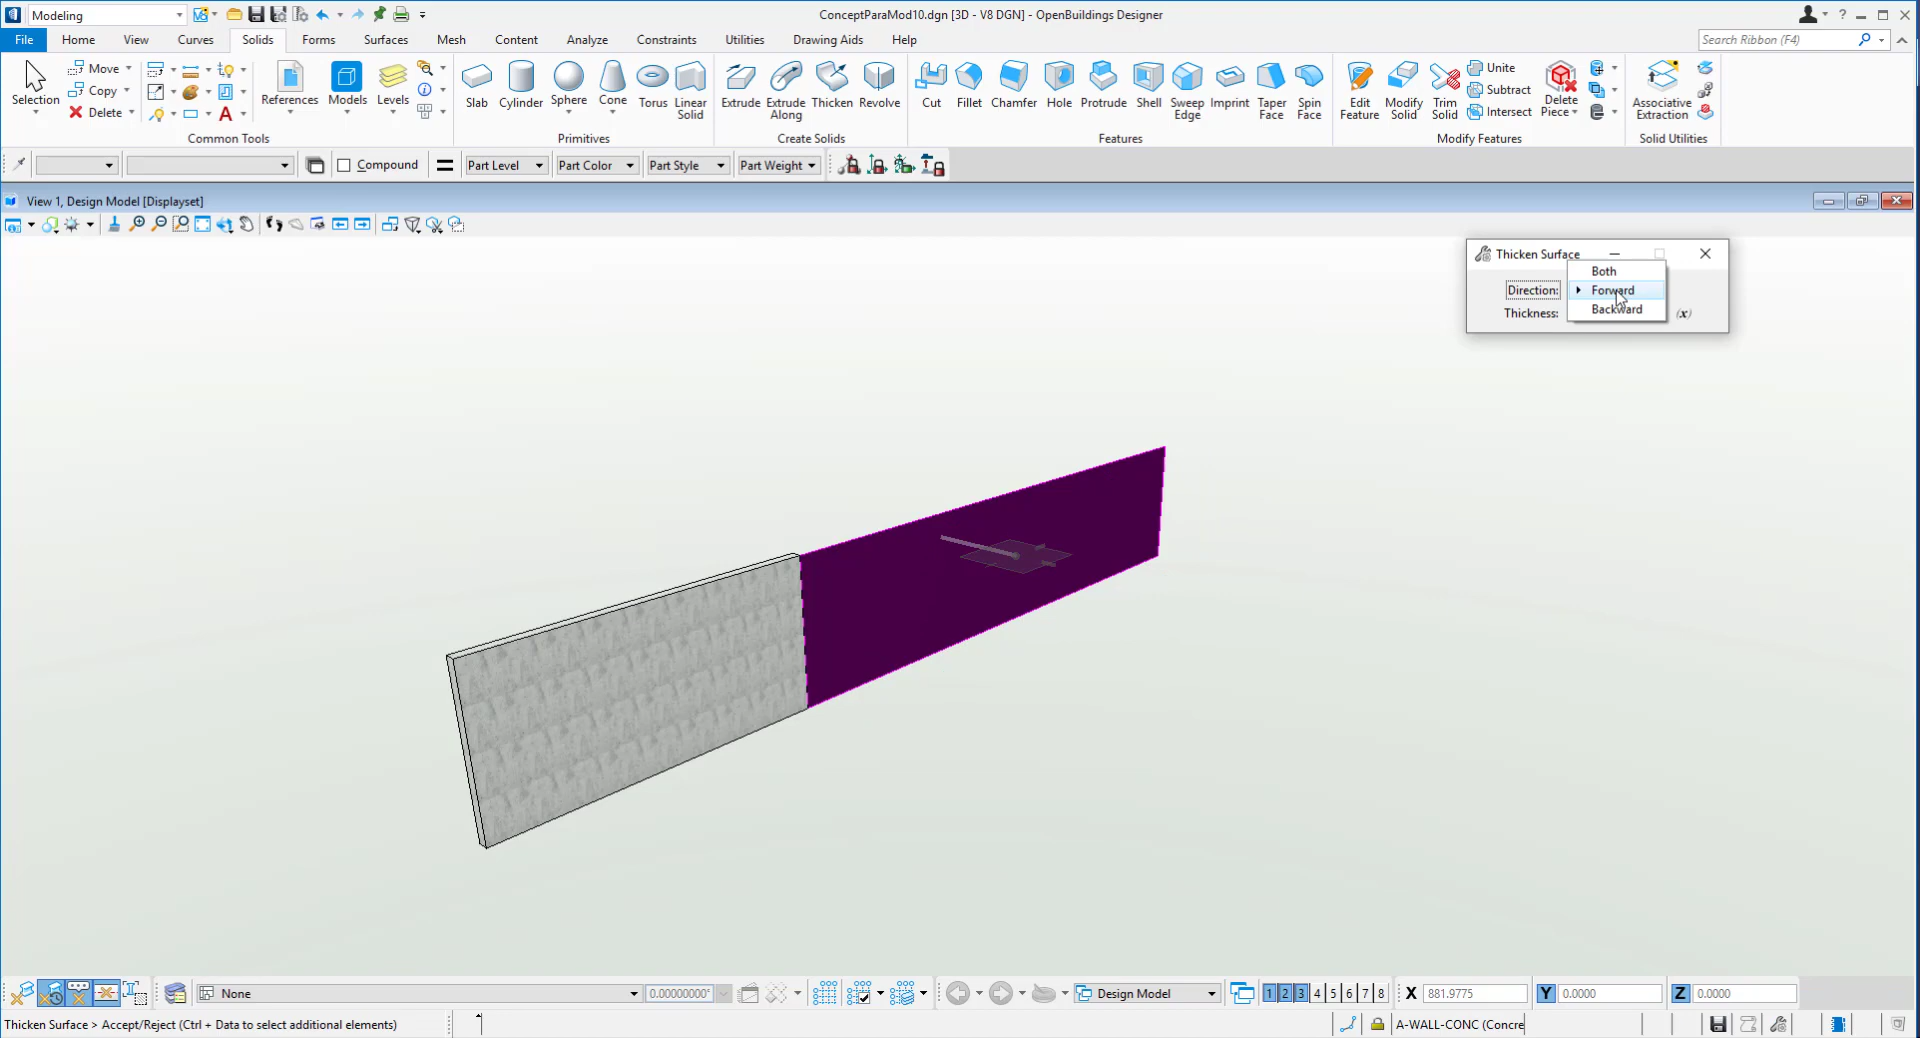 Modeling
ConceptParaMod10.dgn [3D - V8 DGN] - OpenBuildings Designer
File Home View Curves Solids Forms Surfaces Mesh Content Analyze Constraints Utilities Drawing Aids Help
Search Ribbon (F4)
Selection
Move
Copy
Delete
References
Models
Levels
Common Tools
Slab
Cylinder
Sphere
Cone
Torus
Linear
Solid
Primitives
Extrude
Extrude
Along
Thicken
Revolve
Create Solids
Cut
Fillet
Chamfer
Hole
Protrude
Shell
Sweep
Edge
Imprint
Taper
Face
Spin
Face
Features
Edit
Feature
Modify
Solid
Trim
Solid
Unite
Subtract
Intersect
Delete
Piece
Modify Features
Associative
Extraction
Solid Utilities
Compound
Part Level
Part Color
Part Style
Part Weight
View 1, Design Model [Displayset]
Thicken Surface
Both
Direction:
Forward
Backward
Thickness:
(x)
None
0.00000000°
Design Model
1 2 3 4 5 6 7 8
X 881.9775
Y 0.0000
Z 0.0000
Thicken Surface > Accept/Reject (Ctrl + Data to select additional elements)
A-WALL-CONC (Concre